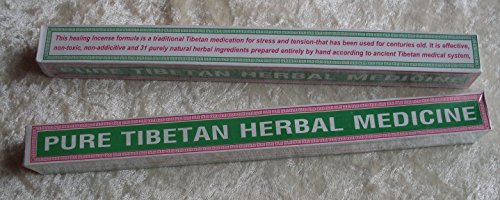 This healing incense formula is a traditional Tibetan medication for stress and tension-that has been used for centuries old. It is effective,
non-toxic, non-addicitive and 31 purely natural herbal ingredients prepared entirely by hand according to ancient Tibetan medical system,
PURE TIBETAN HERBAL MEDICINE
PURE TIBETAN HERBAL MEDICINE